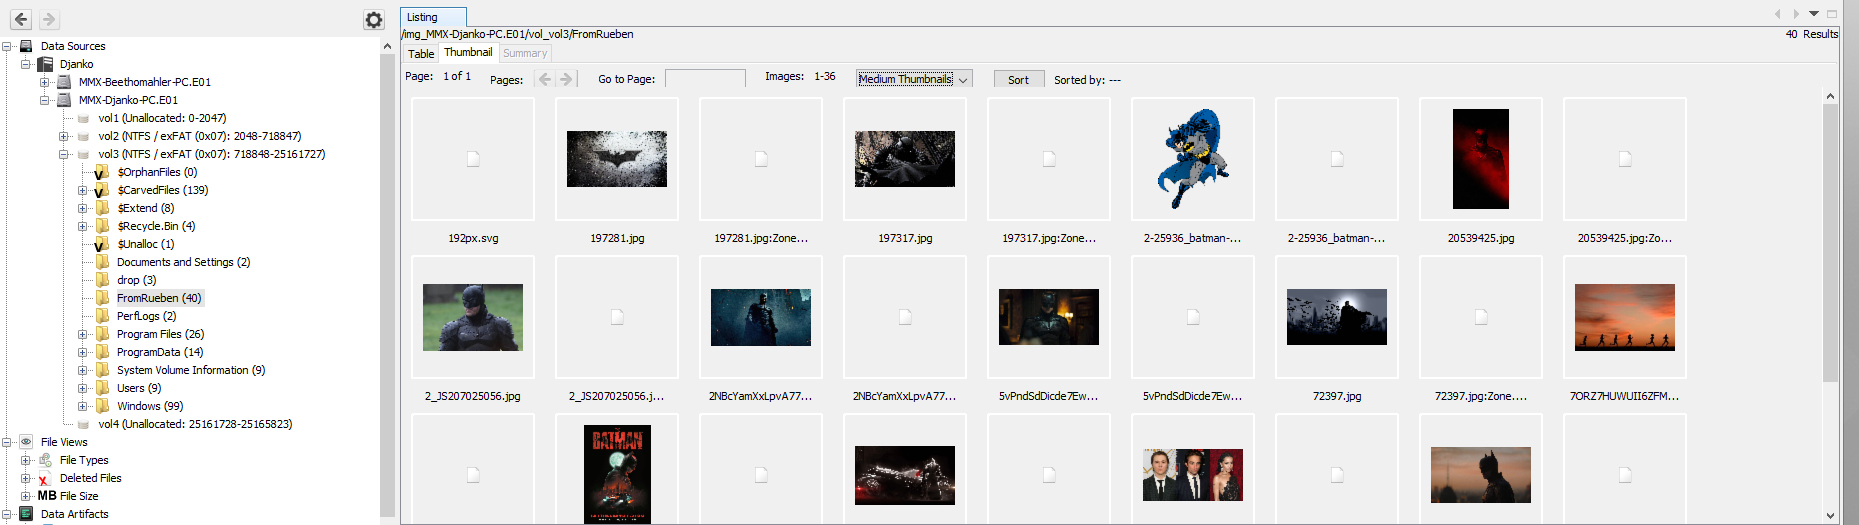 Data Sources
Djanko
MMX-Beethomahler-PC.E01
MMX-Djanko-PC.E01
vol1 (Unallocated: 0-2047)
vol2 (NTFS / exFAT (0x07): 2048-718847)
vol3 (NTFS / exFAT (0x07): 718848-25161727)
$OrphanFiles (0)
$CarvedFiles (139)
$Extend (8)
$Recycle.Bin (4)
$Unalloc (1)
Documents and Settings (2)
drop (3)
FromRueben (40)
PerfLogs (2)
Program Files (26)
ProgramData (14)
System Volume Information (9)
Users (9)
Windows (99)
vol4 (Unallocated: 25161728-25165823)
File Views
File Types
Deleted Files
MB File Size
Data Artifacts
Listing
/img_MMX-Djanko-PC.E01/vol_vol3/FromRueben
40 Results
Table Thumbnail Summary
Page: 1 of 1 Pages: Go to Page: Images: 1-36 Medium Thumbnails Sort Sorted by: ---
192px.svg 197281.jpg 197281.jpg:Zone... 197317.jpg 197317.jpg:Zone... 2-25936_batman-... 2-25936_batman-... 20539425.jpg 20539425.jpg:Zo...
2_JS207025056.jpg 2_JS207025056.j... 2NBcYamXxLpvA77... 2NBcYamXxLpvA77... 5vPndSdDicde7Ew... 5vPndSdDicde7Ew... 72397.jpg 72397.jpg:Zone.... 7ORZ7HUWUII6ZFM...
BATMAN